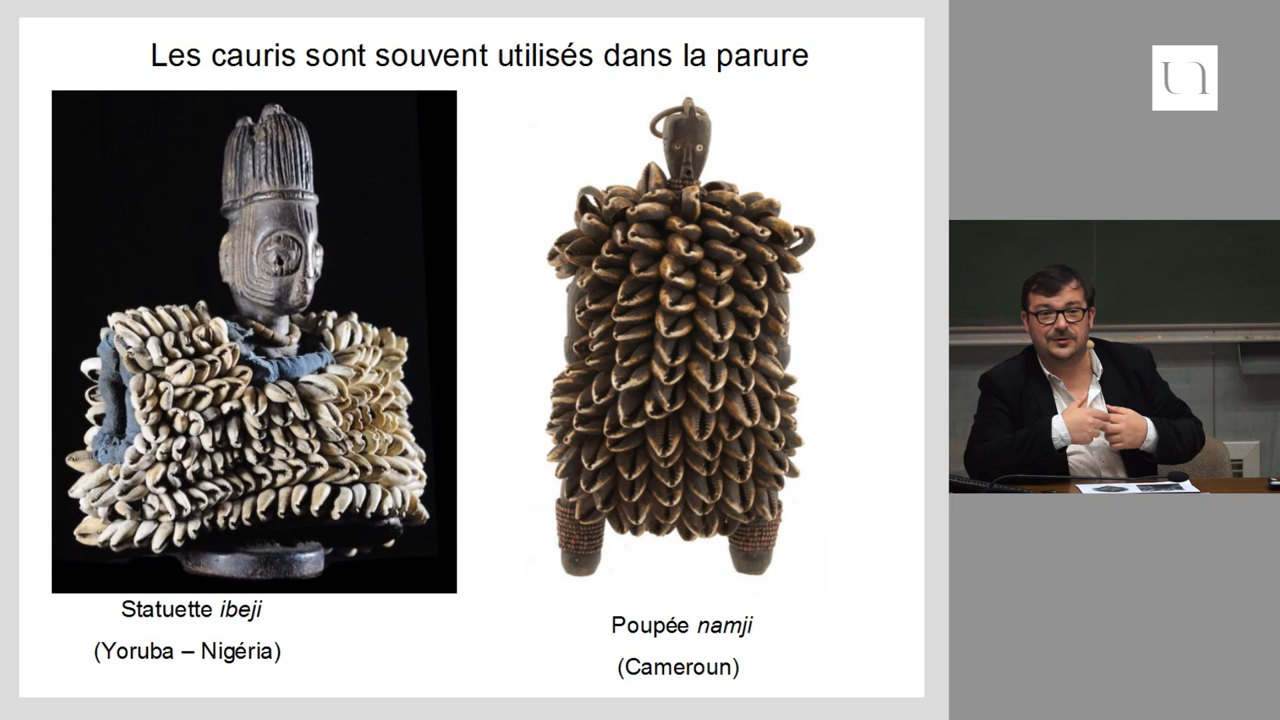 Les cauris sont souvent utilisés dans la parure
Statuette ibeji
(Yoruba – Nigéria)
Poupée namji
(Cameroun)